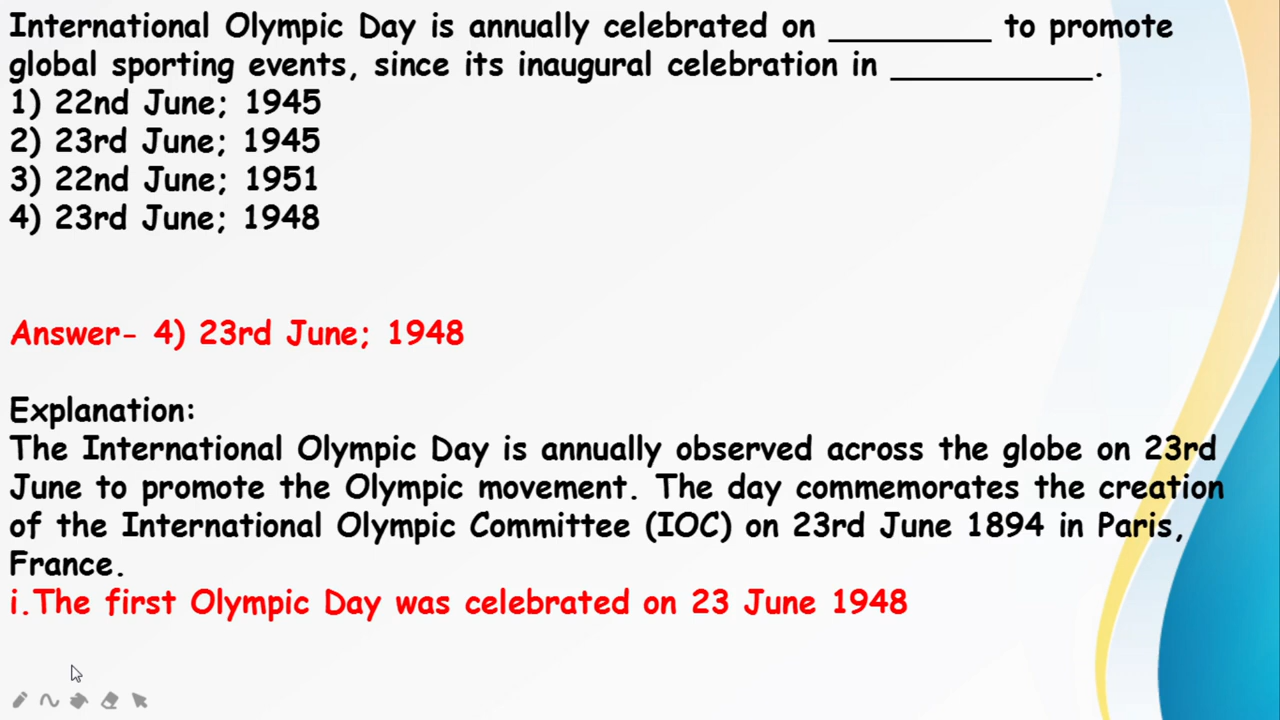 International Olympic Day is annually celebrated on _________ to promote
global sporting events, since its inaugural celebration in ___________.
1) 22nd June; 1945
2) 23rd June; 1945
3) 22nd June; 1951
4) 23rd June; 1948
Answer- 4) 23rd June; 1948
Explanation:
The International Olympic Day is annually observed across the globe on 23rd
June to promote the Olympic movement. The day commemorates the creation
of the International Olympic Committee (IOC) on 23rd June 1894 in Paris,
France.
i.The first Olympic Day was celebrated on 23 June 1948